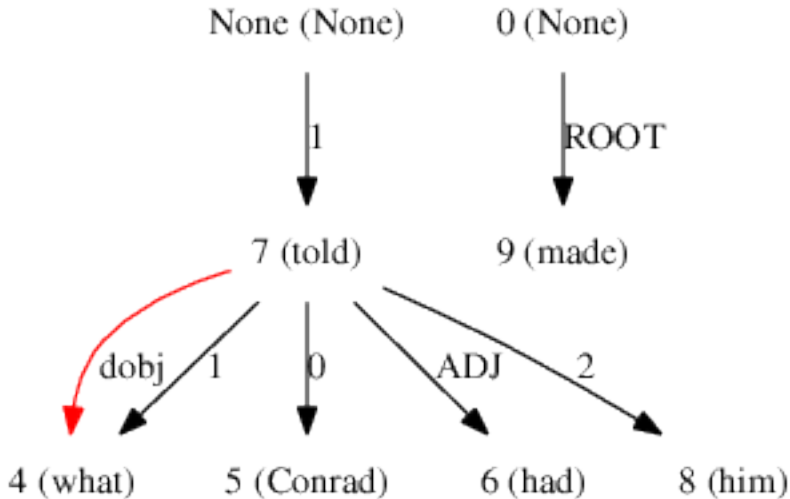 None (None) 0 (None)
1 ROOT
7 (told) 9 (made)
dobj 1 0 ADJ 2
4 (what) 5 (Conrad) 6 (had) 8 (him)